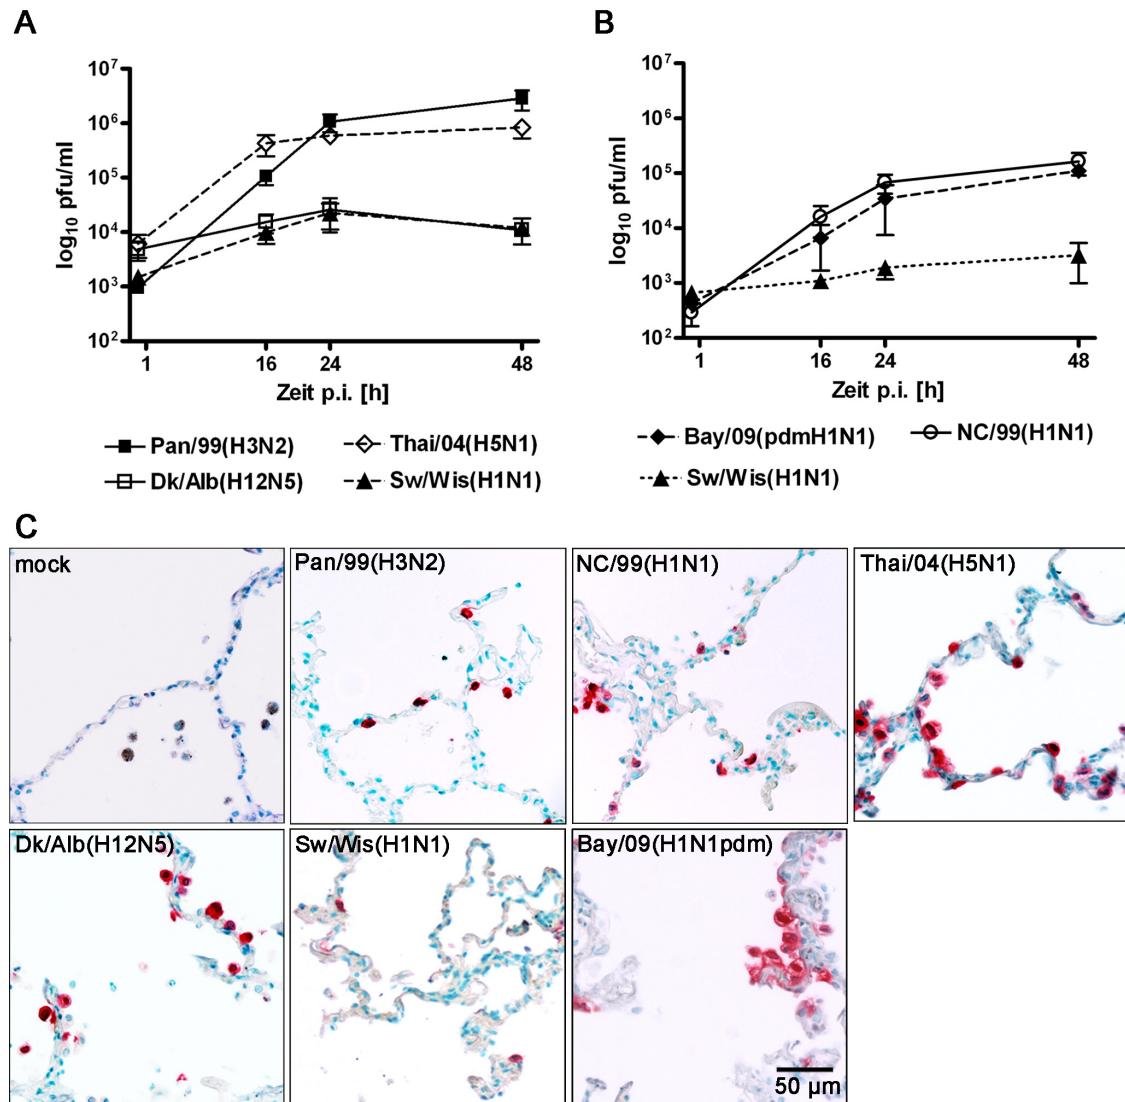 A
B
10⁷
10⁶
10⁵
10⁴
10³
10²
log₁₀ pfu/ml
1 16 24 48
Zeit p.i. [h]
Pan/99(H3N2) Thai/04(H5N1)
Dk/Alb(H12N5) Sw/Wis(H1N1)
10⁷
10⁶
10⁵
10⁴
10³
10²
log₁₀ pfu/ml
1 16 24 48
Zeit p.i. [h]
Bay/09(pdmH1N1) NC/99(H1N1)
Sw/Wis(H1N1)
C
mock
Pan/99(H3N2)
NC/99(H1N1)
Thai/04(H5N1)
Dk/Alb(H12N5)
Sw/Wis(H1N1)
Bay/09(H1N1pdm)
50 µm